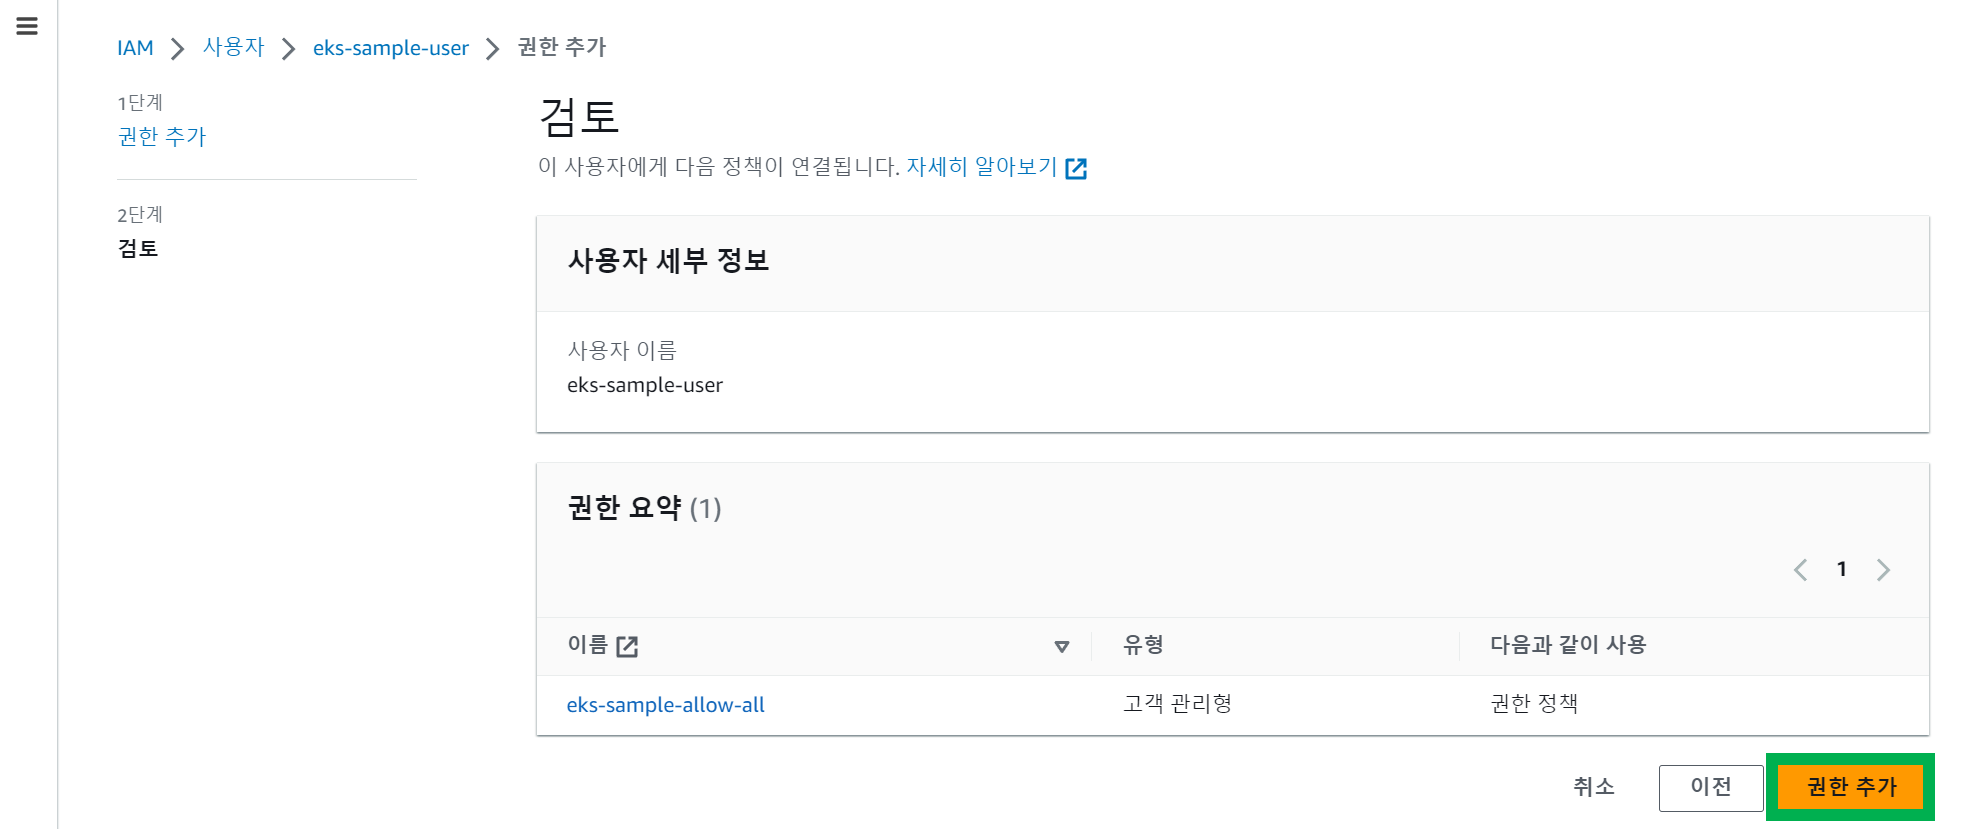 IAM > 사용자 > eks-sample-user > 권한 추가
1단계
권한 추가
2단계
검토
검토
이 사용자에게 다음 정책이 연결됩니다. 자세히 알아보기
사용자 세부 정보
사용자 이름
eks-sample-user
권한 요약 (1)
< 1 >
이름 유형 다음과 같이 사용
eks-sample-allow-all 고객 관리형 권한 정책
취소 이전 권한 추가